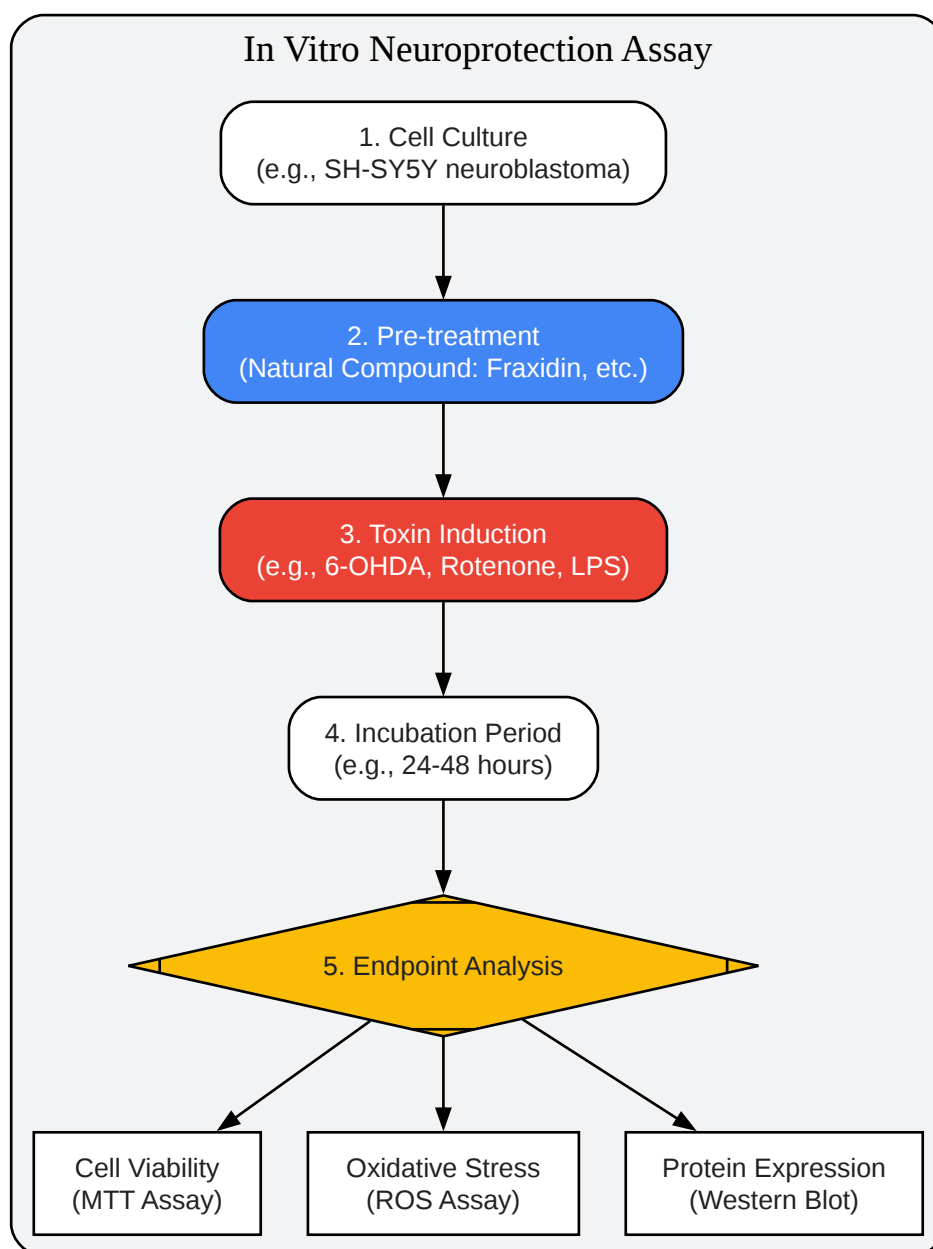 In Vitro Neuroprotection Assay
1. Cell Culture
(e.g., SH-SY5Y neuroblastoma)
2. Pre-treatment
(Natural Compound: Fraxidin, etc.)
3. Toxin Induction
(e.g., 6-OHDA, Rotenone, LPS)
4. Incubation Period
(e.g., 24-48 hours)
5. Endpoint Analysis
Cell Viability
(MTT Assay)
Oxidative Stress
(ROS Assay)
Protein Expression
(Western Blot)